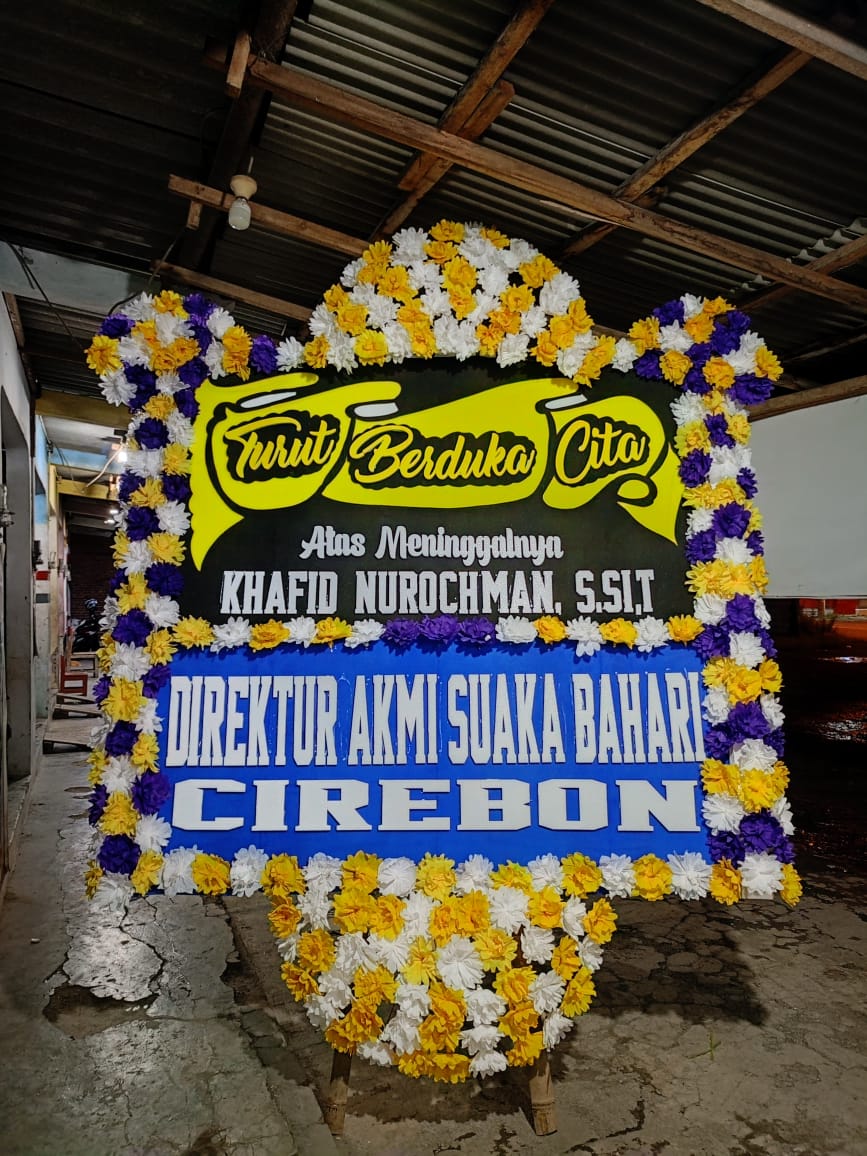 Turut Berduka Cita
Atas Meninggalnya
KHAFID NUROCHMAN, S.SI,T
DIREKTUR AKMI SUAKA BAHARI
CIREBON